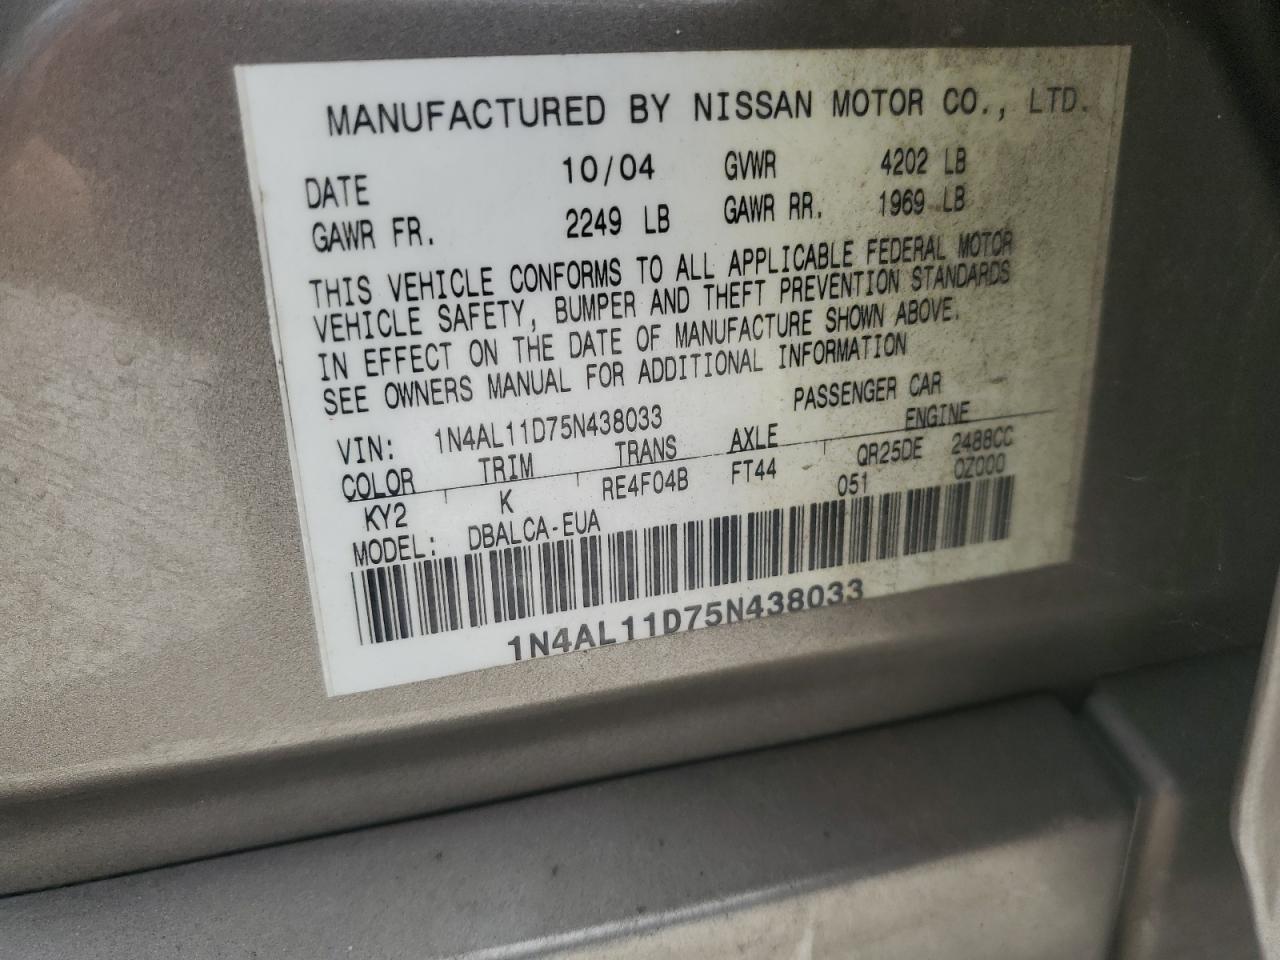 MANUFACTURED BY NISSAN MOTOR CO., LTD.
DATE 10/04 GVWR 4202 LB
GAWR FR. 2249 LB GAWR RR. 1969 LB
THIS VEHICLE CONFORMS TO ALL APPLICABLE FEDERAL MOTOR
VEHICLE SAFETY, BUMPER AND THEFT PREVENTION STANDARDS
IN EFFECT ON THE DATE OF MANUFACTURE SHOWN ABOVE.
SEE OWNERS MANUAL FOR ADDITIONAL INFORMATION
VIN: 1N4AL11D75N438033 PASSENGER CAR
COLOR TRIM TRANS AXLE ENGINE
KY2 K RE4F04B FT44 QR25DE 2488CC
MODEL: DBALCA-EUA 051 0Z000
1N4AL11D75N438033